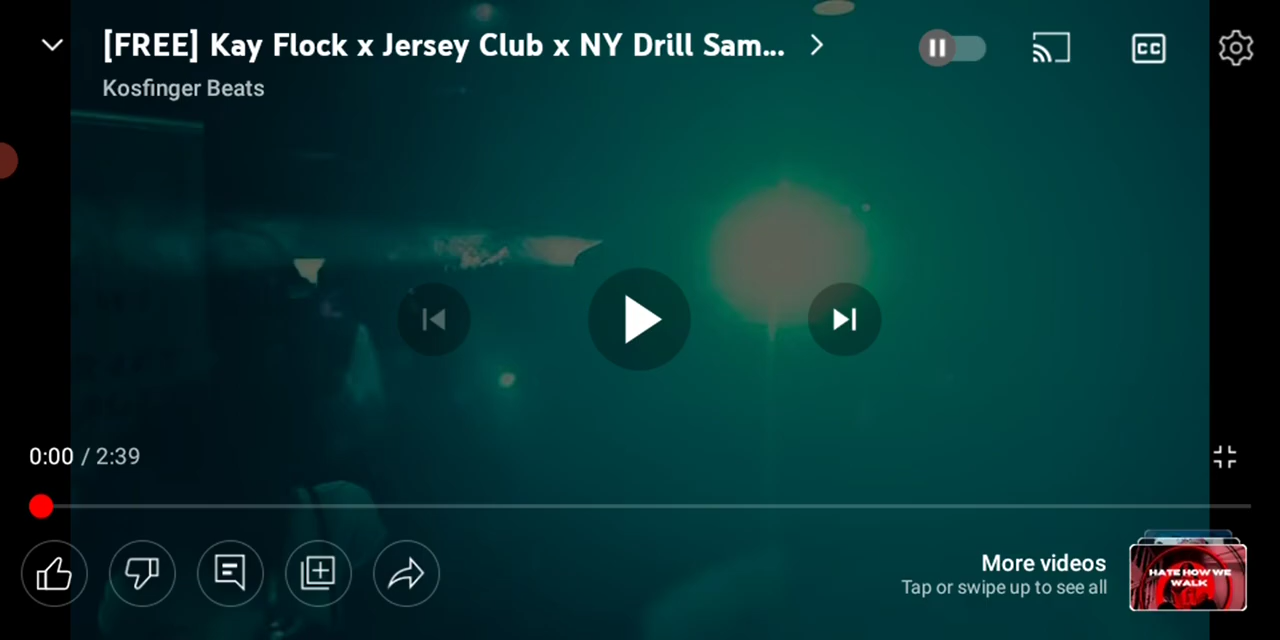 [FREE] Kay Flock x Jersey Club x NY Drill Sam...
Kosfinger Beats
CC
0:00 / 2:39
More videos
Tap or swipe up to see all
HATE HOW WE
WALK